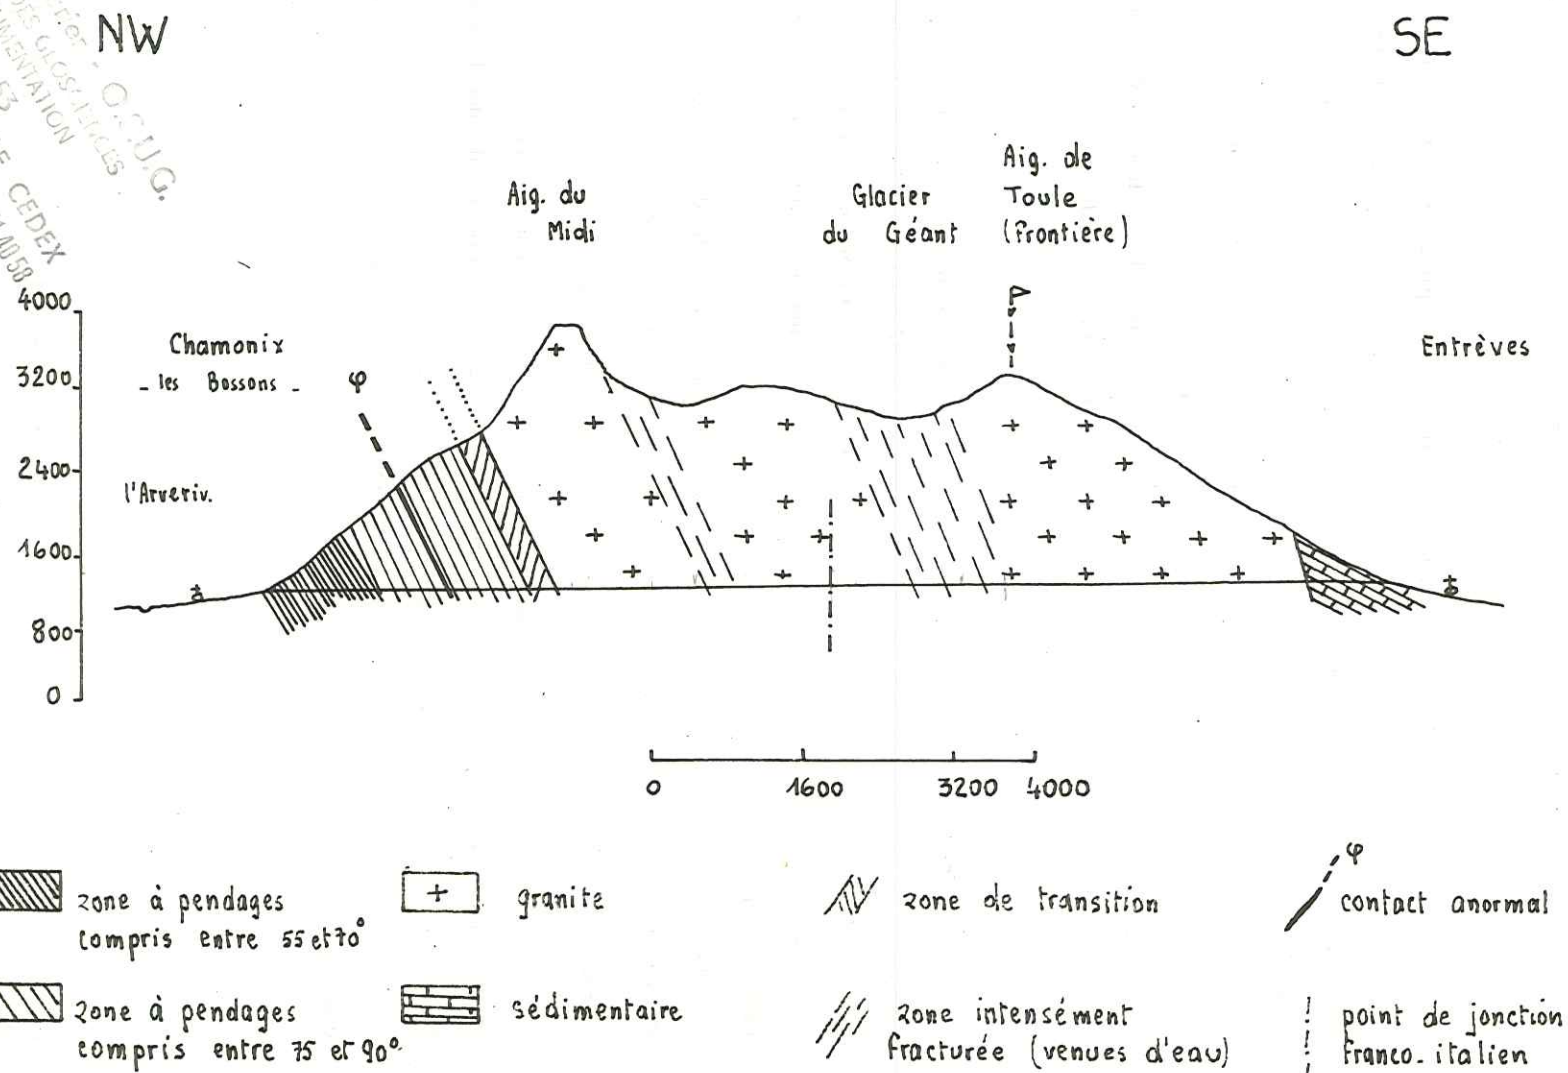 NW
SE
O.S.U.G.
DES GEOSCIENCES
CEDEX
Aig. du
Midi
Glacier
du Géant
Aig. de
Toule
(Frontière)
4000
3200
2400
1600
800
0
Chamonix
- les Bossons -
φ
l'Arveriv.
Entrèves
0 1600 3200 4000
zone à pendages
compris entre 55 et 70°
granite
zone de transition
φ
contact anormal
zone à pendages
compris entre 75 et 90°
sédimentaire
zone intensément
fracturée (venues d'eau)
point de jonction
franco-italien